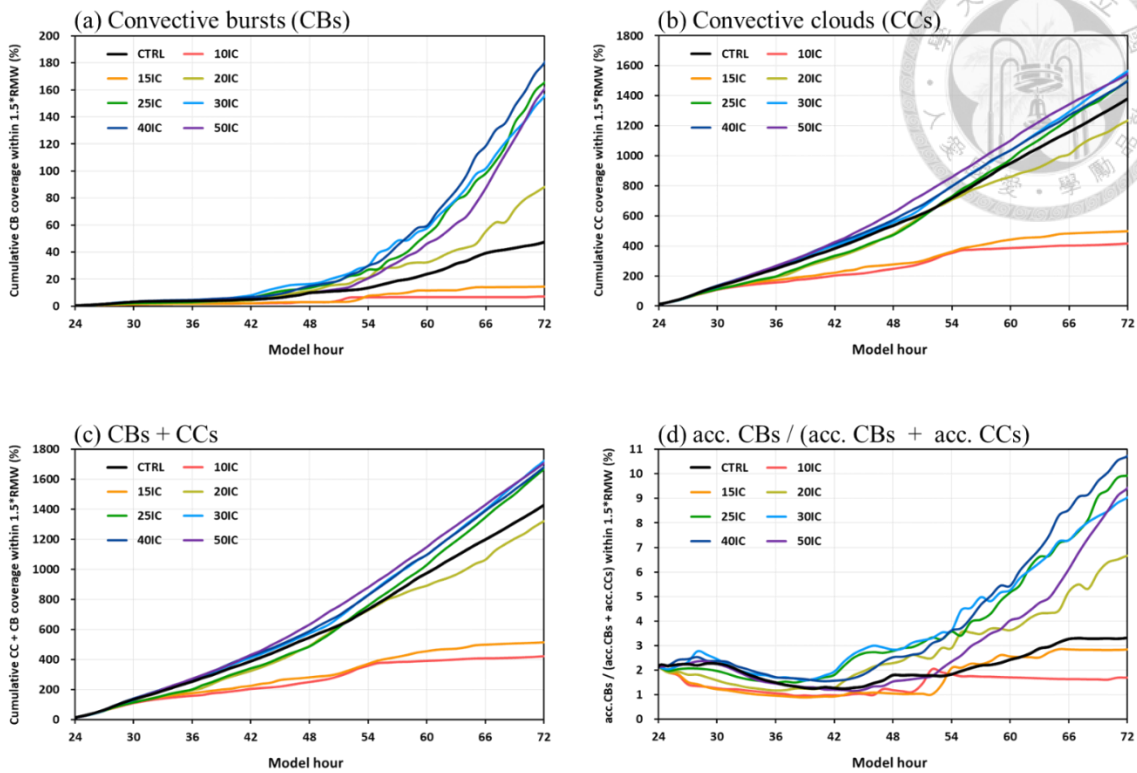 (a) Convective bursts (CBs)
Cumulative CB coverage within 1.5*RMW (%)
200
180
160
140
120
100
80
60
40
20
0
CTRL 10IC
15IC 20IC
25IC 30IC
40IC 50IC
24 30 36 42 48 54 60 66 72
Model hour
(b) Convective clouds (CCs)
Cumulative CC coverage within 1.5*RMW (%)
1800
1600
1400
1200
1000
800
600
400
200
0
CTRL 10IC
15IC 20IC
25IC 30IC
40IC 50IC
24 30 36 42 48 54 60 66 72
Model hour
(c) CBs + CCs
Cumulative CC + CB coverage within 1.5*RMW (%)
1800
1600
1400
1200
1000
800
600
400
200
0
CTRL 10IC
15IC 20IC
25IC 30IC
40IC 50IC
24 30 36 42 48 54 60 66 72
Model hour
(d) acc. CBs / (acc. CBs + acc. CCs)
acc.CBs / (acc.CBs + acc.CCs) within 1.5*RMW (%)
11
10
9
8
7
6
5
4
3
2
1
0
CTRL 10IC
15IC 20IC
25IC 30IC
40IC 50IC
24 30 36 42 48 54 60 66 72
Model hour